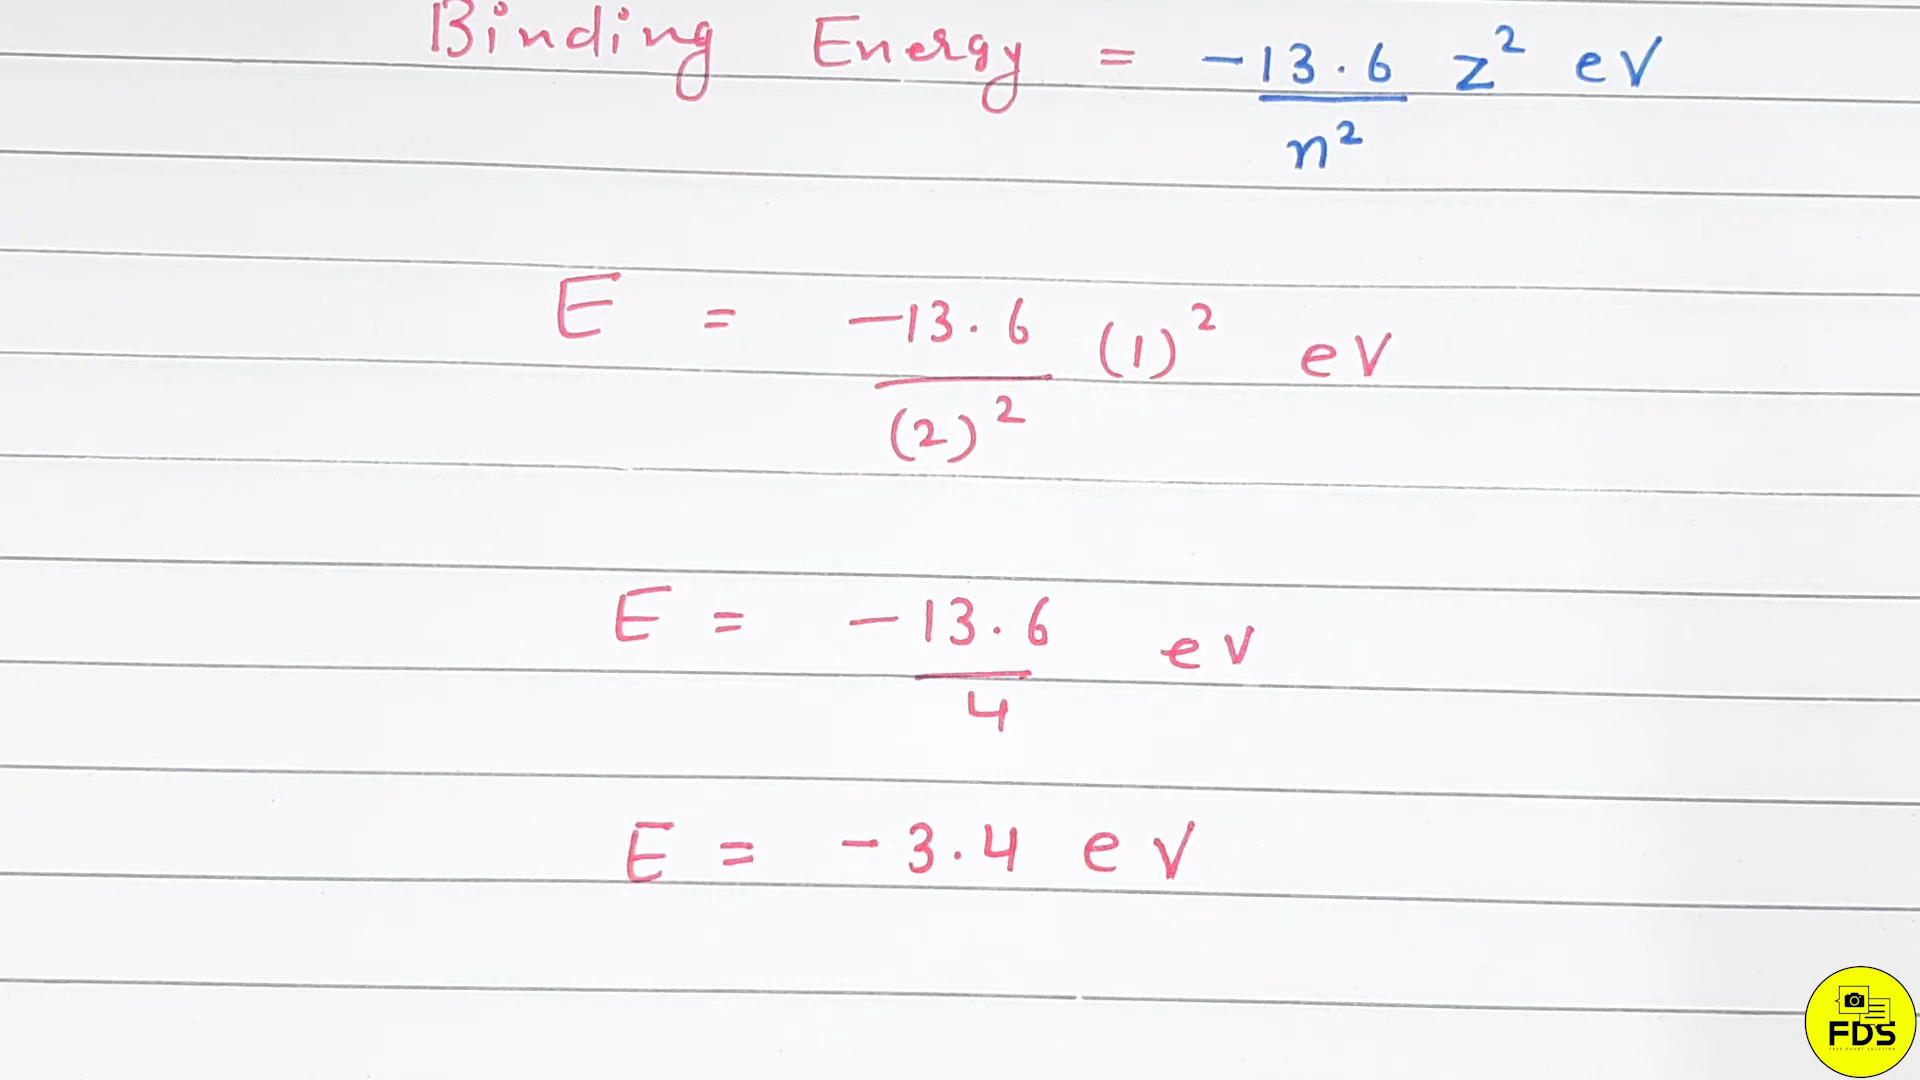 Binding Energy = -13.6/n² z² eV
E = -13.6/(2)² (1)² eV
E = -13.6/4 eV
E = -3.4 eV
FDS